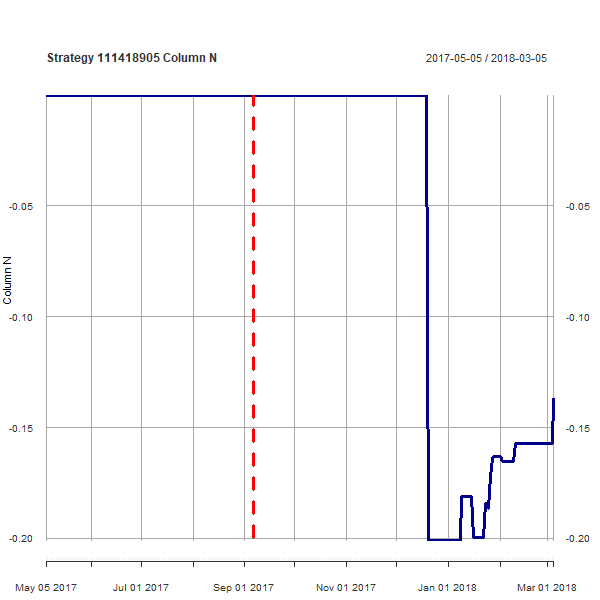 Strategy 111418905 Column N
2017-05-05 / 2018-03-05
-0.05
-0.05
Column N
-0.10
-0.10
-0.15
-0.15
-0.20
-0.20
May 05 2017
Jul 01 2017
Sep 01 2017
Nov 01 2017
Jan 01 2018
Mar 01 2018